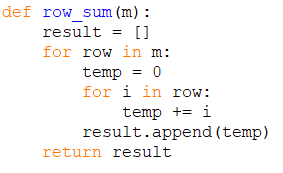 def row_sum(m):
    result = []
    for row in m:
        temp = 0
        for i in row:
            temp += i
        result.append(temp)
    return result